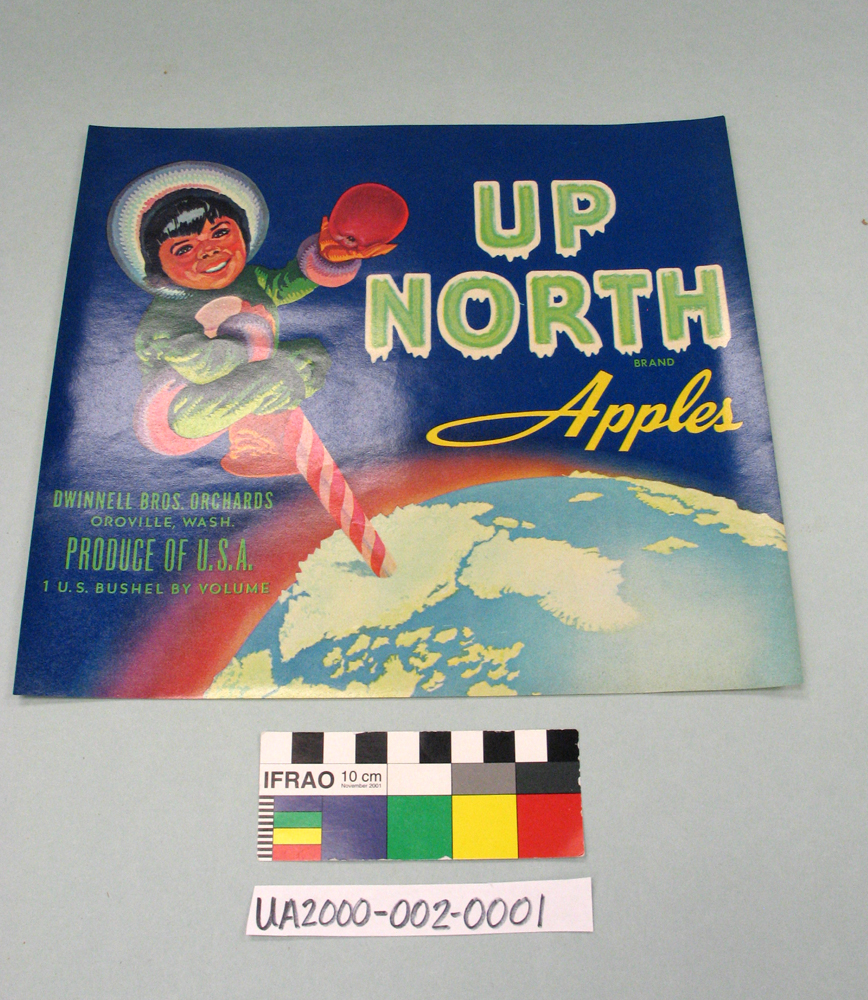 UP
NORTH
BRAND
Apples
DWINNELL BROS. ORCHARDS
OROVILLE, WASH.
PRODUCE OF U.S.A.
1 U.S. BUSHEL BY VOLUME
IFRAO 10 cm
November 2001
UA2000-002-0001